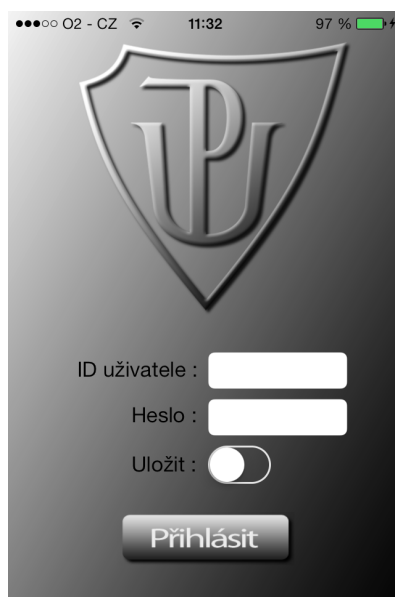 O2 - CZ 11:32 97 %
UP
ID uživatele :
Heslo :
Uložit :
Přihlásit